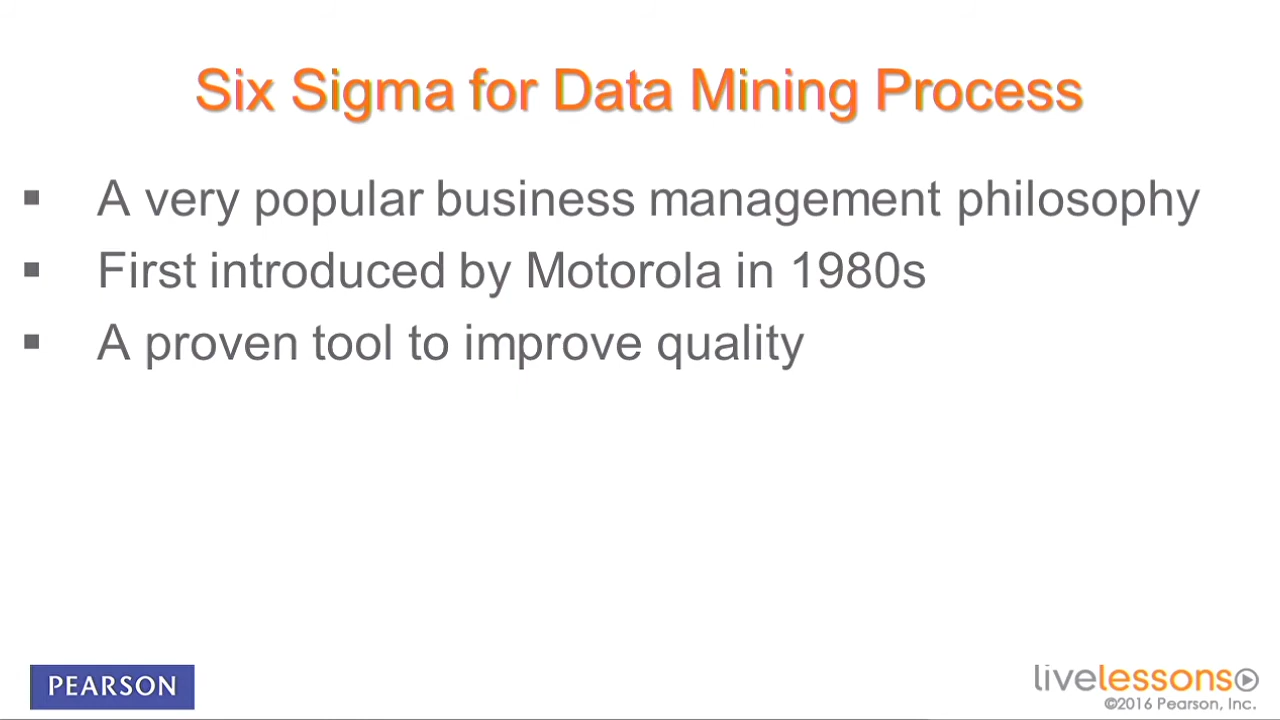 Six Sigma for Data Mining Process
▪ A very popular business management philosophy
▪ First introduced by Motorola in 1980s
▪ A proven tool to improve quality
PEARSON
livelessons
©2016 Pearson, Inc.